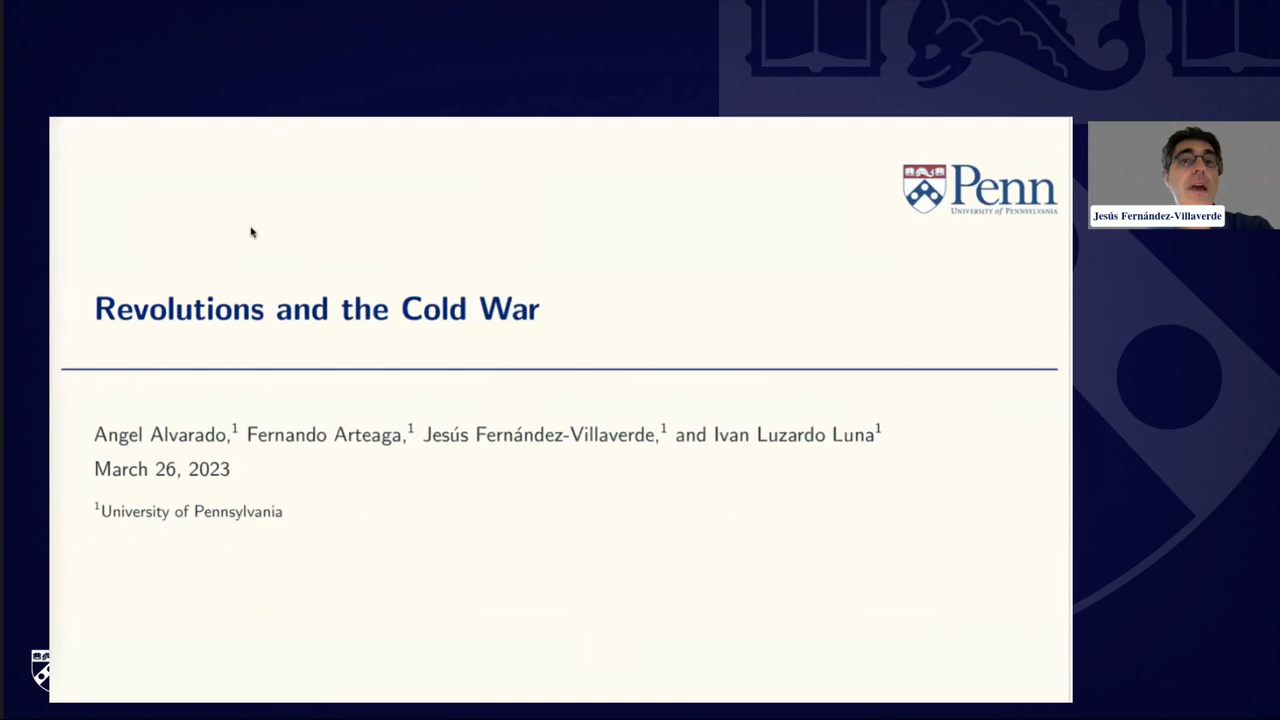 Penn
UNIVERSITY of PENNSYLVANIA
Jesús Fernández-Villaverde
Revolutions and the Cold War
Angel Alvarado,¹ Fernando Arteaga,¹ Jesús Fernández-Villaverde,¹ and Ivan Luzardo Luna¹
March 26, 2023
¹University of Pennsylvania